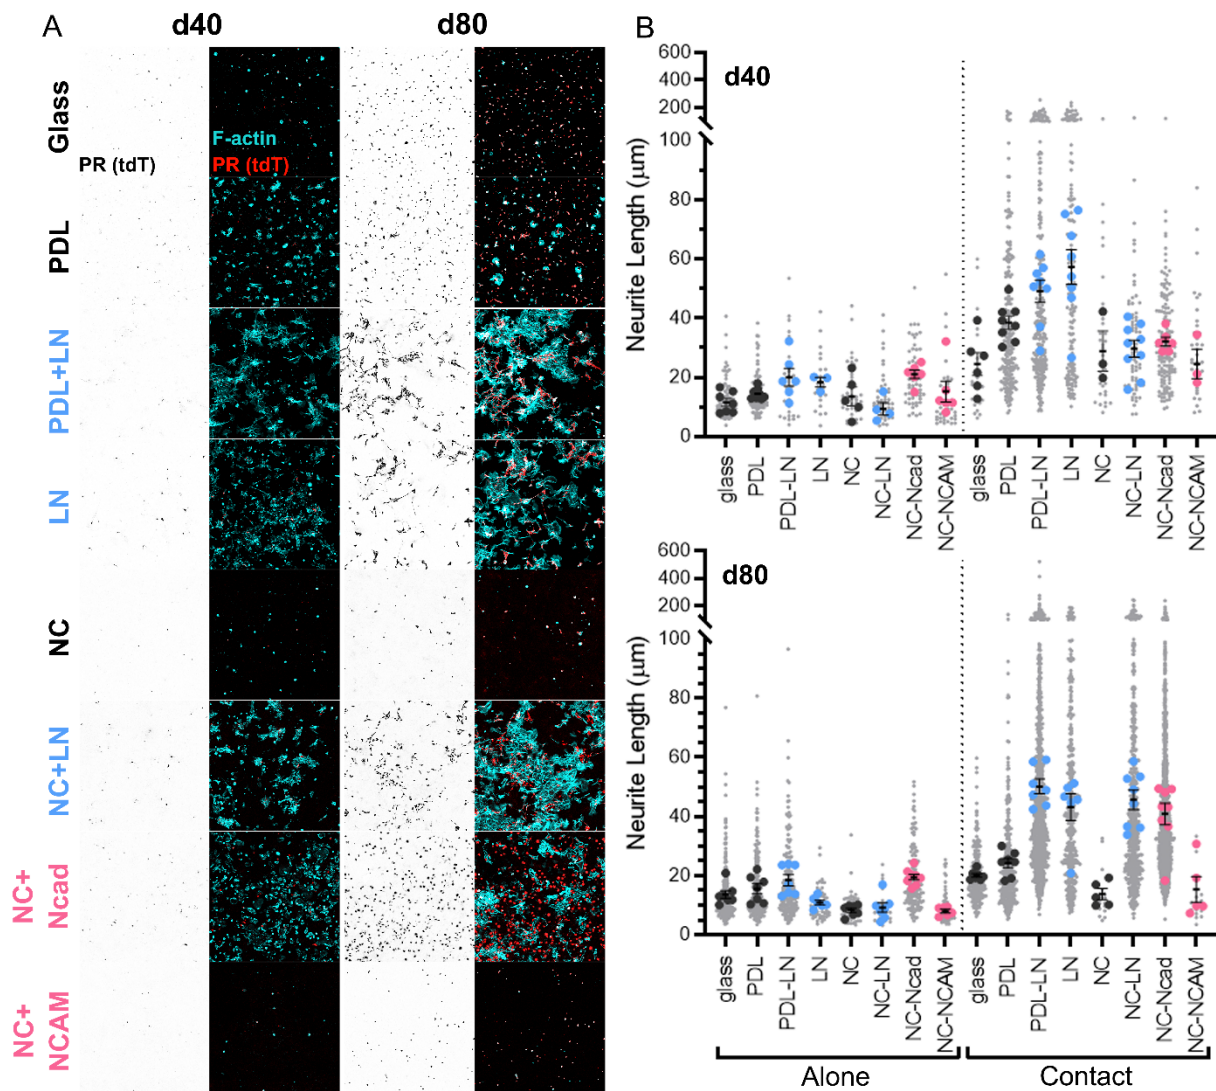 A
d40
d80
Glass
PR (tdT)
F-actin
PR (tdT)
PDL
PDL+LN
LN
NC
NC+LN
NC+
Ncad
NC+
NCAM
B
d40
Neurite Length (μm)
600
400
200
100
80
60
40
20
0
glass
PDL
PDL-LN
LN
NC
NC-LN
NC-Ncad
NC-NCAM
glass
PDL
PDL-LN
LN
NC
NC-LN
NC-Ncad
NC-NCAM
d80
Neurite Length (μm)
600
400
200
100
80
60
40
20
0
glass
PDL
PDL-LN
LN
NC
NC-LN
NC-Ncad
NC-NCAM
glass
PDL
PDL-LN
LN
NC
NC-LN
NC-Ncad
NC-NCAM
Alone
Contact